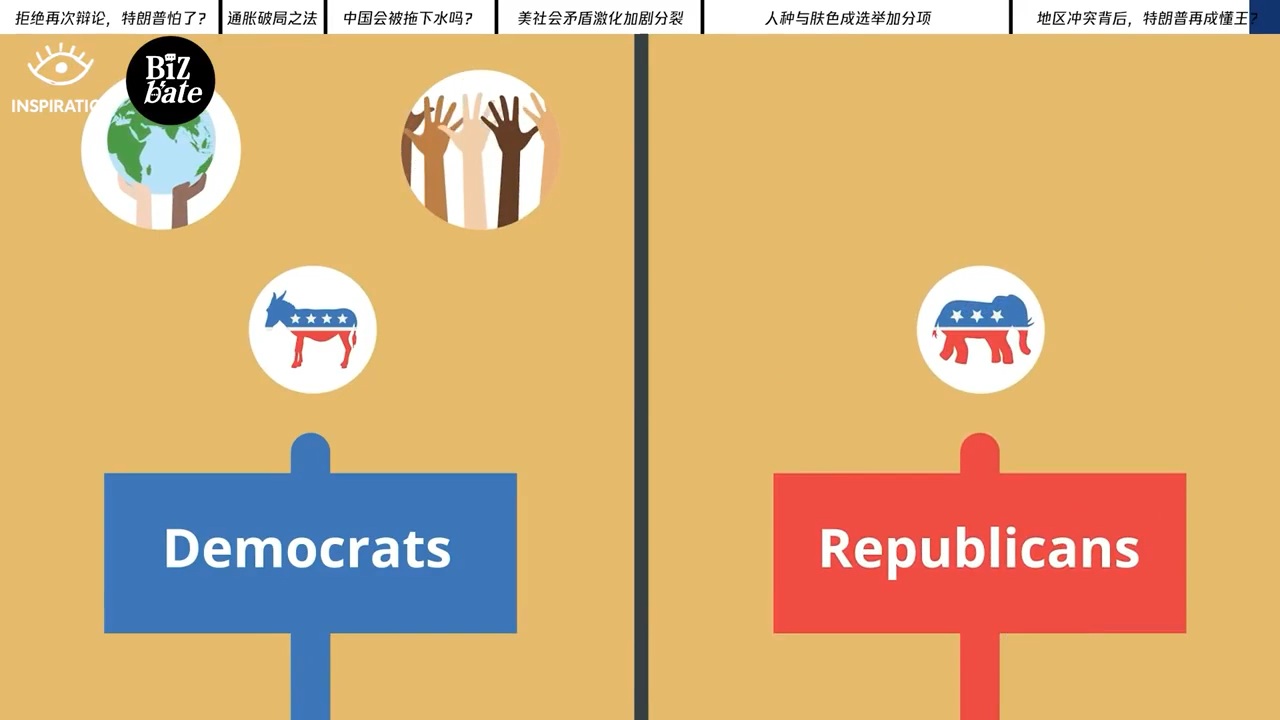 拒绝再次辩论，特朗普怕了？
通胀破局之法
中国会被拖下水吗？
美社会矛盾激化加剧分裂
人种与肤色成选举加分项
地区冲突背后，特朗普再成懂王？
INSPIRATIO
BiZ
bate
Democrats
Republicans